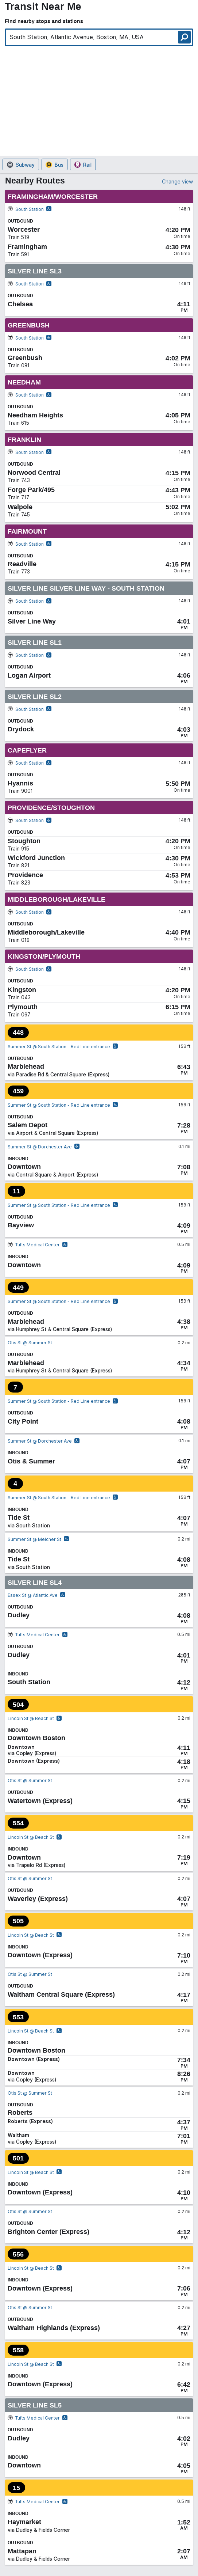 Transit Near Me
Find nearby stops and stations
South Station, Atlantic Avenue, Boston, MA, USA
Subway Bus Rail
Nearby Routes Change view
FRAMINGHAM/WORCESTER
South Station 148 ft
OUTBOUND
Worcester 4:20 PM
Train 519 On time
Framingham 4:30 PM
Train 591 On time
SILVER LINE SL3
South Station 148 ft
OUTBOUND
Chelsea 4:11
PM
GREENBUSH
South Station 148 ft
OUTBOUND
Greenbush 4:02 PM
Train 081 On time
NEEDHAM
South Station 148 ft
OUTBOUND
Needham Heights 4:05 PM
Train 615 On time
FRANKLIN
South Station 148 ft
OUTBOUND
Norwood Central 4:15 PM
Train 743 On time
Forge Park/495 4:43 PM
Train 717 On time
Walpole 5:02 PM
Train 745 On time
FAIRMOUNT
South Station 148 ft
OUTBOUND
Readville 4:15 PM
Train 773 On time
SILVER LINE SILVER LINE WAY - SOUTH STATION
South Station 148 ft
OUTBOUND
Silver Line Way 4:01
PM
SILVER LINE SL1
South Station 148 ft
OUTBOUND
Logan Airport 4:06
PM
SILVER LINE SL2
South Station 148 ft
OUTBOUND
Drydock 4:03
PM
CAPEFLYER
South Station 148 ft
OUTBOUND
Hyannis 5:50 PM
Train 9001 On time
PROVIDENCE/STOUGHTON
South Station 148 ft
OUTBOUND
Stoughton 4:20 PM
Train 915 On time
Wickford Junction 4:30 PM
Train 821 On time
Providence 4:53 PM
Train 823 On time
MIDDLEBOROUGH/LAKEVILLE
South Station 148 ft
OUTBOUND
Middleborough/Lakeville 4:40 PM
Train 019 On time
KINGSTON/PLYMOUTH
South Station 148 ft
OUTBOUND
Kingston 4:20 PM
Train 043 On time
Plymouth 6:15 PM
Train 067 On time
448
Summer St @ South Station - Red Line entrance 159 ft
OUTBOUND
Marblehead 6:43
via Paradise Rd & Central Square (Express) PM
459
Summer St @ South Station - Red Line entrance 159 ft
OUTBOUND
Salem Depot 7:28
via Airport & Central Square (Express) PM
Summer St @ Dorchester Ave 0.1 mi
INBOUND
Downtown 7:08
via Central Square & Airport (Express) PM
11
Summer St @ South Station - Red Line entrance 159 ft
OUTBOUND
Bayview 4:09
PM
Tufts Medical Center 0.5 mi
INBOUND
Downtown 4:09
PM
449
Summer St @ South Station - Red Line entrance 159 ft
OUTBOUND
Marblehead 4:38
via Humphrey St & Central Square (Express) PM
Otis St @ Summer St 0.2 mi
INBOUND
Marblehead 4:34
via Humphrey St & Central Square (Express) PM
7
Summer St @ South Station - Red Line entrance 159 ft
OUTBOUND
City Point 4:08
PM
Summer St @ Dorchester Ave 0.1 mi
INBOUND
Otis & Summer 4:07
PM
4
Summer St @ South Station - Red Line entrance 159 ft
INBOUND
Tide St 4:07
via South Station PM
Summer St @ Melcher St 0.2 mi
INBOUND
Tide St 4:08
via South Station PM
SILVER LINE SL4
Essex St @ Atlantic Ave 285 ft
OUTBOUND
Dudley 4:08
PM
Tufts Medical Center 0.5 mi
OUTBOUND
Dudley 4:01
PM
INBOUND
South Station 4:12
PM
504
Lincoln St @ Beach St 0.2 mi
INBOUND
Downtown Boston
Downtown 4:11
via Copley (Express) PM
Downtown (Express) 4:18
PM
Otis St @ Summer St 0.2 mi
OUTBOUND
Watertown (Express) 4:15
PM
554
Lincoln St @ Beach St 0.2 mi
INBOUND
Downtown 7:19
via Trapelo Rd (Express) PM
Otis St @ Summer St 0.2 mi
OUTBOUND
Waverley (Express) 4:07
PM
505
Lincoln St @ Beach St 0.2 mi
INBOUND
Downtown (Express) 7:10
PM
Otis St @ Summer St 0.2 mi
OUTBOUND
Waltham Central Square (Express) 4:17
PM
553
Lincoln St @ Beach St 0.2 mi
INBOUND
Downtown Boston
Downtown (Express) 7:34
PM
Downtown 8:26
via Copley (Express) PM
Otis St @ Summer St 0.2 mi
OUTBOUND
Roberts
Roberts (Express) 4:37
PM
Waltham 7:01
via Copley (Express) PM
501
Lincoln St @ Beach St 0.2 mi
INBOUND
Downtown (Express) 4:10
PM
Otis St @ Summer St 0.2 mi
OUTBOUND
Brighton Center (Express) 4:12
PM
556
Lincoln St @ Beach St 0.2 mi
INBOUND
Downtown (Express) 7:06
PM
Otis St @ Summer St 0.2 mi
OUTBOUND
Waltham Highlands (Express) 4:27
PM
558
Lincoln St @ Beach St 0.2 mi
INBOUND
Downtown (Express) 6:42
PM
SILVER LINE SL5
Tufts Medical Center 0.5 mi
OUTBOUND
Dudley 4:02
PM
INBOUND
Downtown 4:05
PM
15
Tufts Medical Center 0.5 mi
INBOUND
Haymarket 1:52
via Dudley & Fields Corner AM
OUTBOUND
Mattapan 2:07
via Dudley & Fields Corner AM